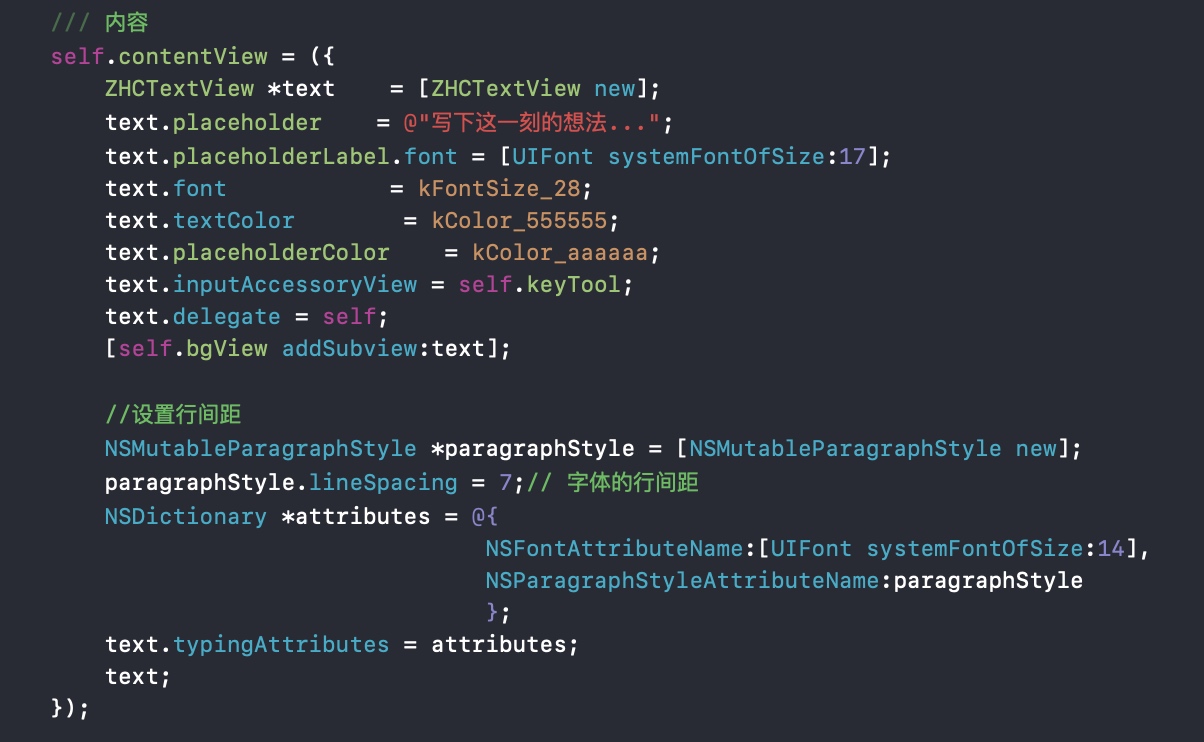 /// 内容
self.contentView = ({
    ZHCTextView *text    = [ZHCTextView new];
    text.placeholder    = @"写下这一刻的想法...";
    text.placeholderLabel.font = [UIFont systemFontOfSize:17];
    text.font            = kFontSize_28;
    text.textColor        = kColor_555555;
    text.placeholderColor    = kColor_aaaaaa;
    text.inputAccessoryView = self.keyTool;
    text.delegate = self;
    [self.bgView addSubview:text];

    //设置行间距
    NSMutableParagraphStyle *paragraphStyle = [NSMutableParagraphStyle new];
    paragraphStyle.lineSpacing = 7;// 字体的行间距
    NSDictionary *attributes = @{
                                NSFontAttributeName:[UIFont systemFontOfSize:14],
                                NSParagraphStyleAttributeName:paragraphStyle
                                };
    text.typingAttributes = attributes;
    text;
});